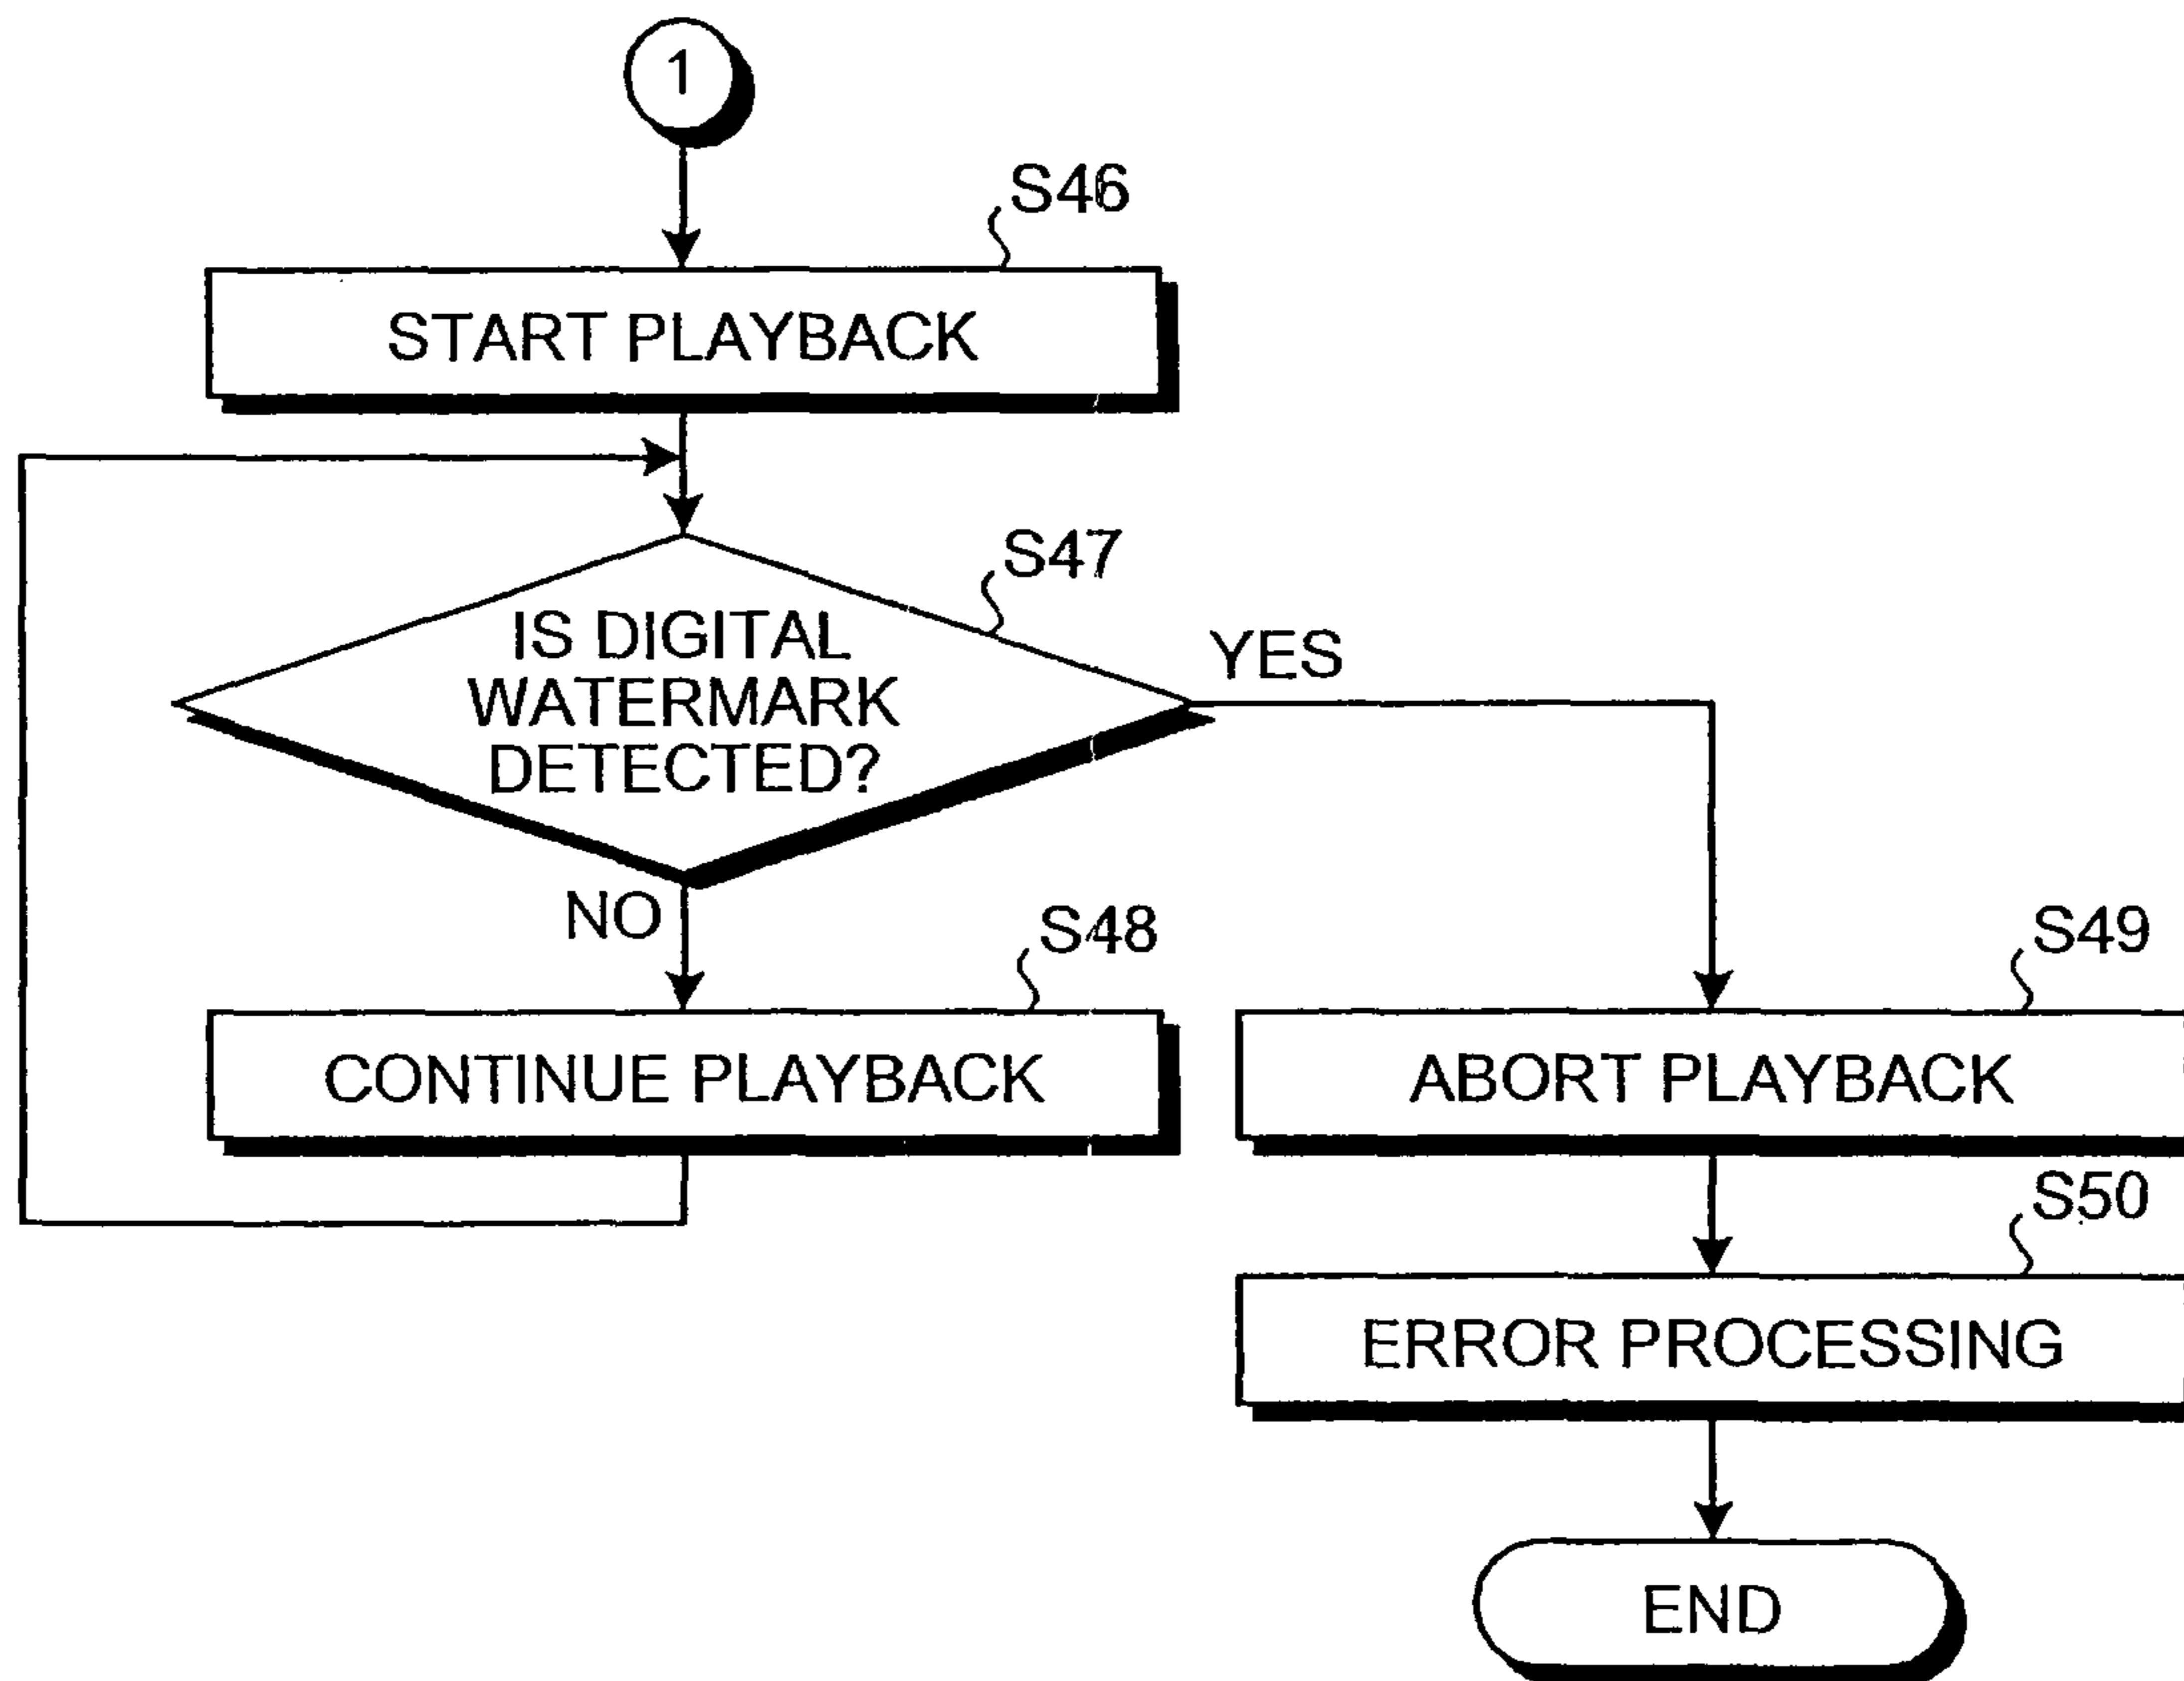 1
S46
START PLAYBACK
S47
IS DIGITAL
WATERMARK
DETECTED?
YES
NO
S48
CONTINUE PLAYBACK
S49
ABORT PLAYBACK
S50
ERROR PROCESSING
END